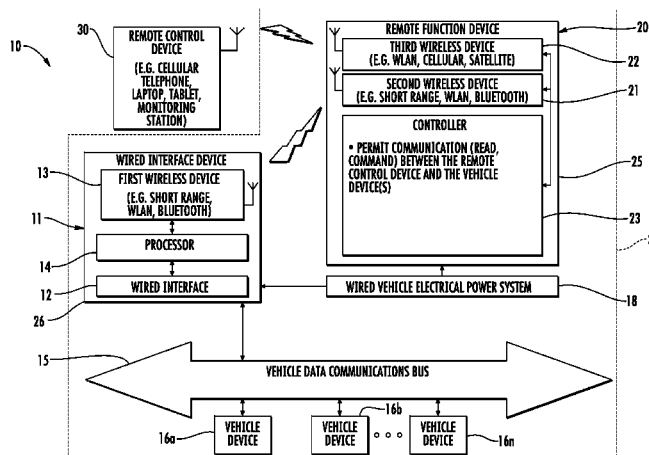 10
30
REMOTE CONTROL
DEVICE
(E.G. CELLULAR
TELEPHONE,
LAPTOP, TABLET,
MONITORING
STATION)
REMOTE FUNCTION DEVICE
20
THIRD WIRELESS DEVICE
(E.G. WLAN, CELLULAR, SATELLITE)
22
SECOND WIRELESS DEVICE
(E.G. SHORT RANGE, WLAN, BLUETOOTH)
21
CONTROLLER
• PERMIT COMMUNICATION (READ,
COMMAND) BETWEEN THE REMOTE
CONTROL DEVICE AND THE VEHICLE
DEVICE(S)
25
23
WIRED INTERFACE DEVICE
13
FIRST WIRELESS DEVICE
(E.G. SHORT RANGE,
WLAN, BLUETOOTH)
11
PROCESSOR
14
WIRED INTERFACE
12
26
WIRED VEHICLE ELECTRICAL POWER SYSTEM
18
15
VEHICLE DATA COMMUNICATIONS BUS
VEHICLE
DEVICE
16a
VEHICLE
DEVICE
16b
VEHICLE
DEVICE
16n